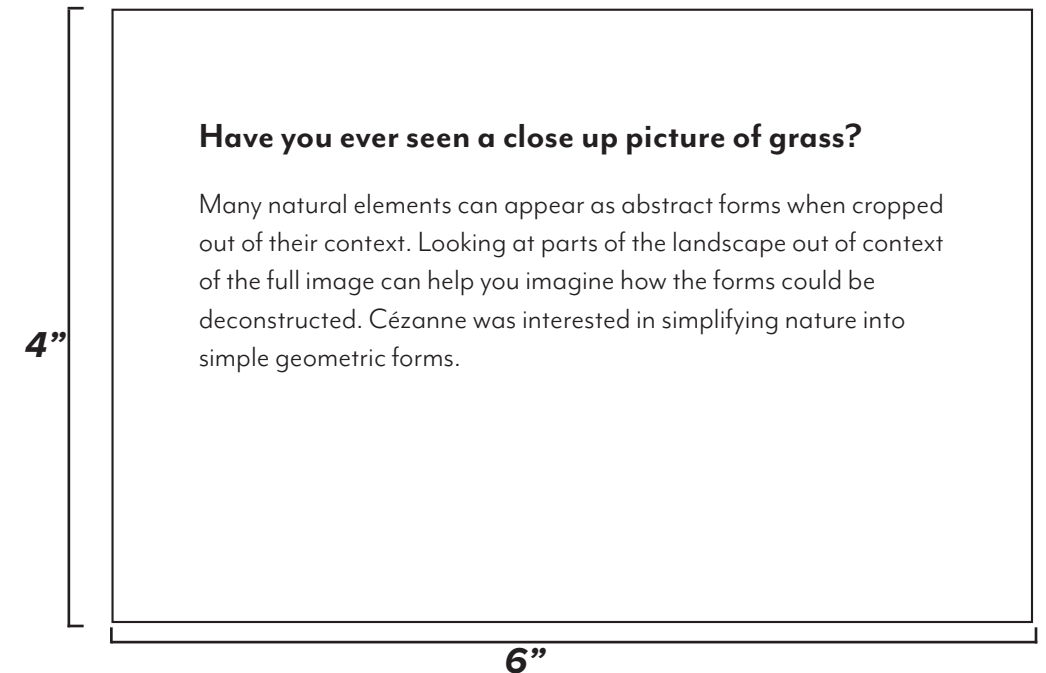 Have you ever seen a close up picture of grass?
Many natural elements can appear as abstract forms when cropped
out of their context. Looking at parts of the landscape out of context
of the full image can help you imagine how the forms could be
deconstructed. Cézanne was interested in simplifying nature into
simple geometric forms.
4”
6”